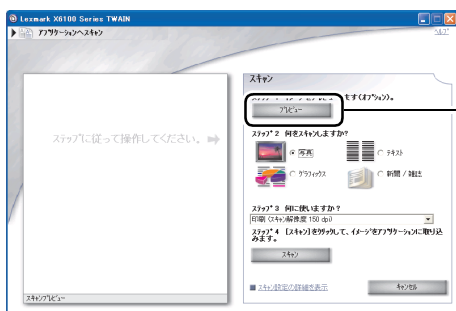 Lexmark X6100 Series TWAIN
アプリケーションへスキャン
ヘルプ
ステップに従って操作してください。
スキャンプレビュー
スキャン
ます(オプション)。
プレビュー
ステップ 2 何をスキャンしますか?
写真
テキスト
グラフィックス
新聞 / 雑誌
ステップ 3 何に使いますか?
印刷 (スキャン解像度 150 dpi)
ステップ 4 [スキャン]をクリックして、イメージをアプリケーションに取り込
みます。
スキャン
スキャン設定の詳細を表示
キャンセル